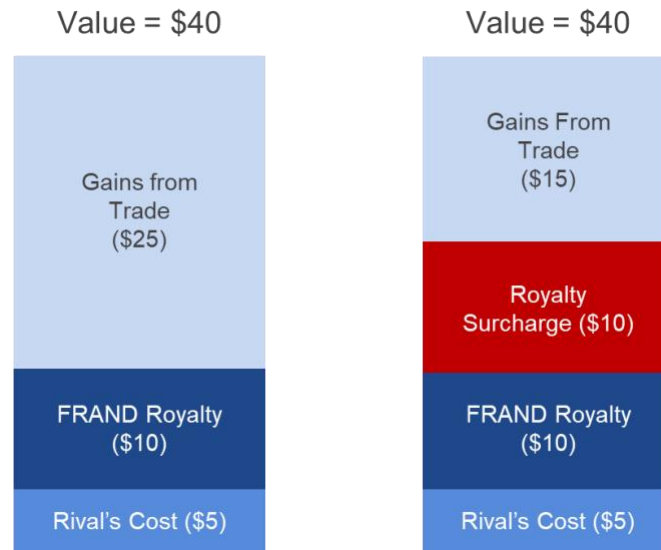 Value = $40
Gains from
Trade
($25)
FRAND Royalty
($10)
Rival's Cost ($5)
Value = $40
Gains From
Trade
($15)
Royalty
Surcharge ($10)
FRAND Royalty
($10)
Rival's Cost ($5)